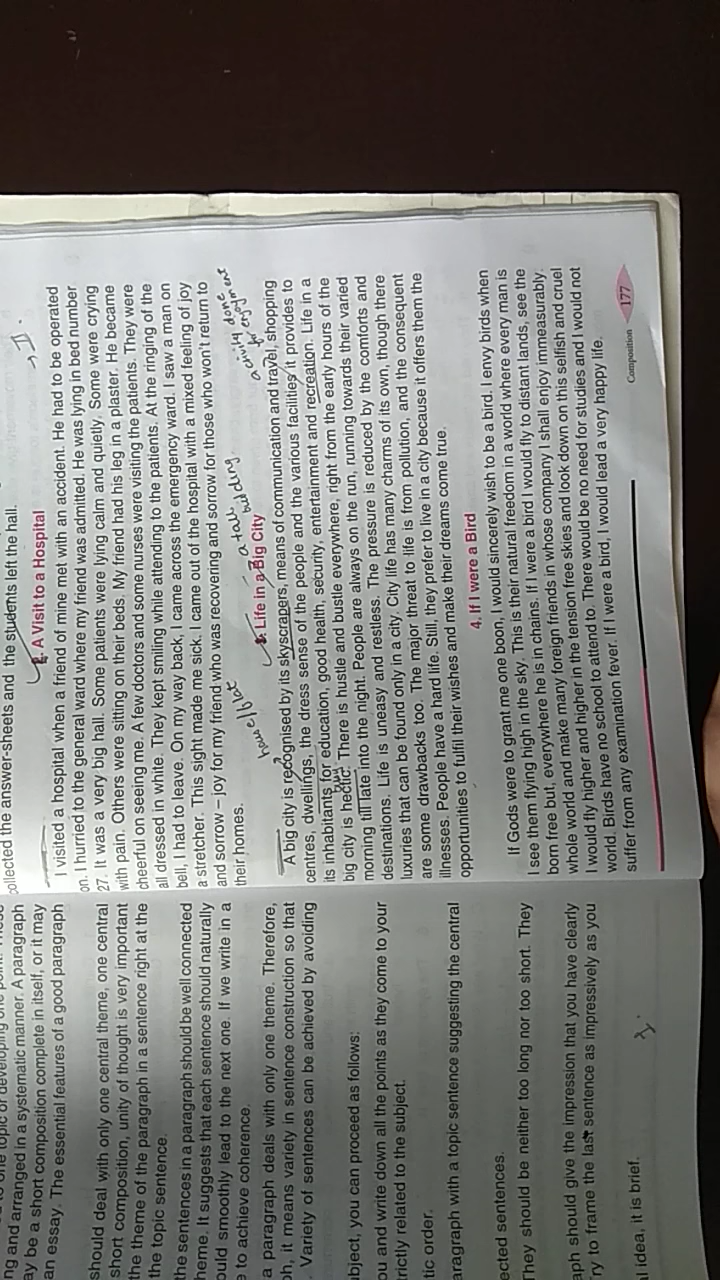 collected the answer-sheets and the students left the hall.
2. A Visit to a Hospital
I visited a hospital when a friend of mine met with an accident. He had to be operated
on. I hurried to the general ward where my friend was admitted. He was lying in bed number
27. It was a very big hall. Some patients were lying calm and quietly. Some were crying
with pain. Others were sitting on their beds. My friend had his leg in a plaster. He became
cheerful on seeing me. A few doctors and some nurses were visiting the patients. They were
all dressed in white. They kept smiling while attending to the patients. At the ringing of the
bell, I had to leave. On my way back, I came across the emergency ward. I saw a man on
a stretcher. This sight made me sick. I came out of the hospital with a mixed feeling of joy
and sorrow – joy for my friend who was recovering and sorrow for those who won't return to
their homes.
house/flat
a tall building
activity done for enjoyment
3. Life in a Big City
A big city is recognised by its skyscrapers, means of communication and travel, shopping
centres, dwellings, the dress sense of the people and the various facilities it provides to
its inhabitants for education, good health, security, entertainment and recreation. Life in a
big city is hectic. There is hustle and bustle everywhere, right from the early hours of the
busy
morning till late into the night. People are always on the run, running towards their varied
destinations. Life is uneasy and restless. The pressure is reduced by the comforts and
luxuries that can be found only in a city. City life has many charms of its own, though there
are some drawbacks too. The major threat to life is from pollution, and the consequent
illnesses. People have a hard life. Still, they prefer to live in a city because it offers them the
opportunities to fulfil their wishes and make their dreams come true.
4. If I were a Bird
If Gods were to grant me one boon, I would sincerely wish to be a bird. I envy birds when
I see them flying high in the sky. This is their natural freedom in a world where every man is
born free but, everywhere he is in chains. If I were a bird I would fly to distant lands, see the
whole world and make many foreign friends in whose company I shall enjoy immeasurably.
I would fly higher and higher in the tension free skies and look down on this selfish and cruel
world. Birds have no school to attend to. There would be no need for studies and I would not
suffer from any examination fever. If I were a bird, I would lead a very happy life.
Composition 177
ng and arranged in a systematic manner. A paragraph
ay be a short composition complete in itself, or it may
an essay. The essential features of a good paragraph
should deal with only one central theme, one central
short composition, unity of thought is very important
the theme of the paragraph in a sentence right at the
the topic sentence.
the sentences in a paragraph should be well connected
heme. It suggests that each sentence should naturally
ould smoothly lead to the next one. If we write in a
e to achieve coherence.
a paragraph deals with only one theme. Therefore,
ph, it means variety in sentence construction so that
Variety of sentences can be achieved by avoiding
bject, you can proceed as follows:
ou and write down all the points as they come to your
trictly related to the subject.
tic order.
aragraph with a topic sentence suggesting the central
ected sentences.
They should be neither too long nor too short. They
aph should give the impression that you have clearly
ry to frame the last sentence as impressively as you
l idea, it is brief.